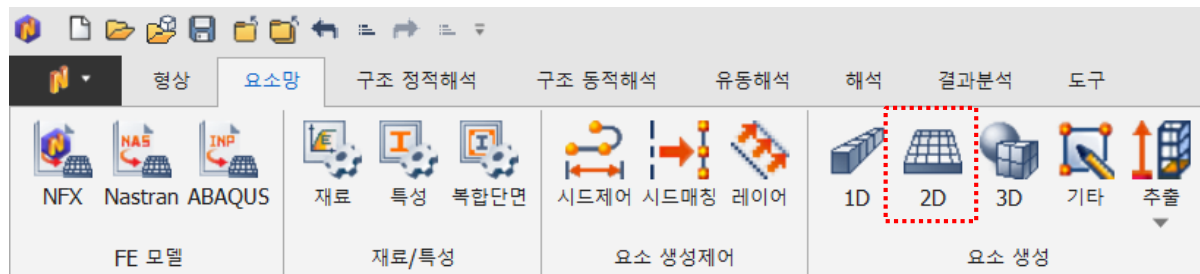 형상 요소망 구조 정적해석 구조 동적해석 유동해석 해석 결과분석 도구
NAS INP
NFX Nastran ABAQUS 재료 특성 복합단면 시드제어 시드매칭 레이어 1D 2D 3D 기타 추출
FE 모델 재료/특성 요소 생성제어 요소 생성